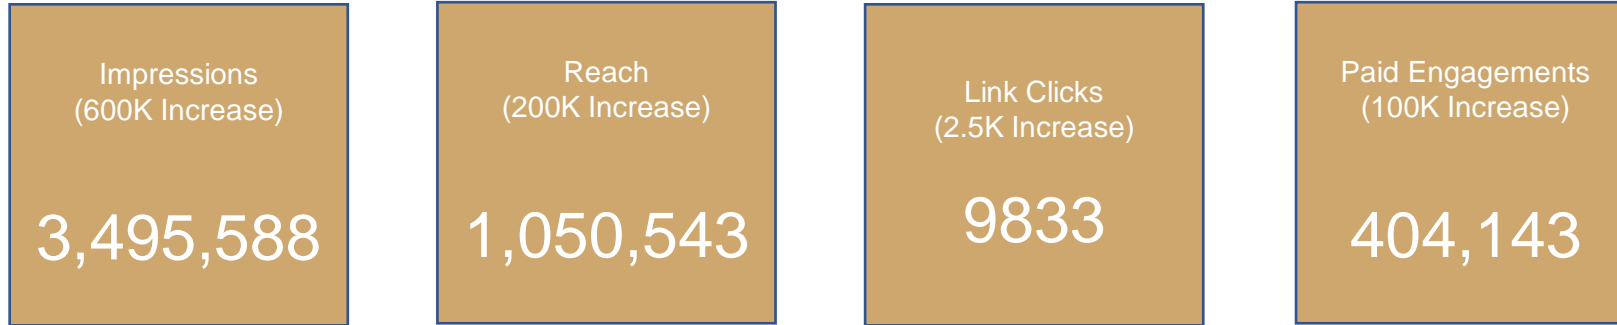 Impressions
(600K Increase)
3,495,588
Reach
(200K Increase)
1,050,543
Link Clicks
(2.5K Increase)
9833
Paid Engagements
(100K Increase)
404,143